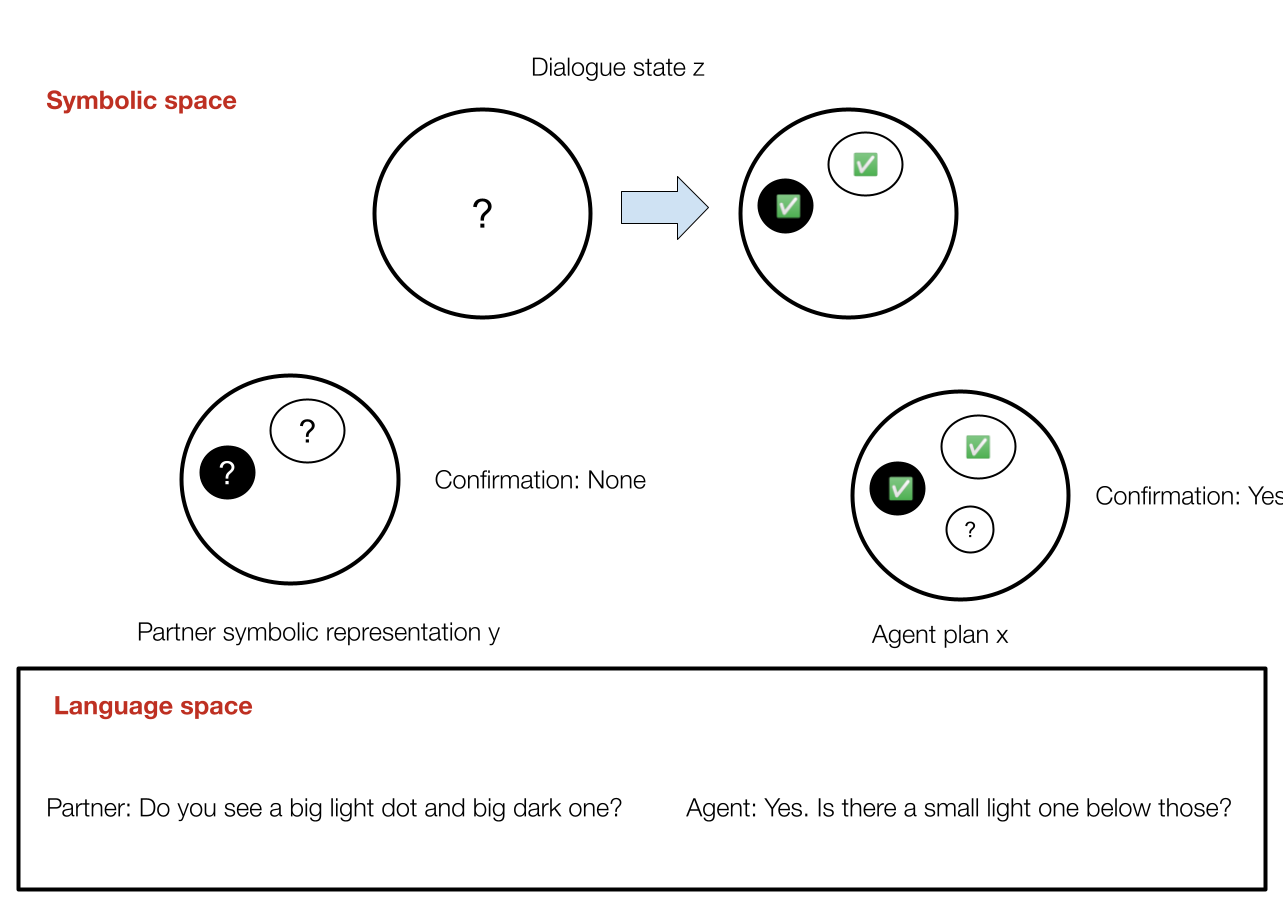 Dialogue state z
Symbolic space
?
?
?
Confirmation: None
?
Confirmation: Yes
Partner symbolic representation y
Agent plan x
Language space
Partner: Do you see a big light dot and big dark one?
Agent: Yes. Is there a small light one below those?